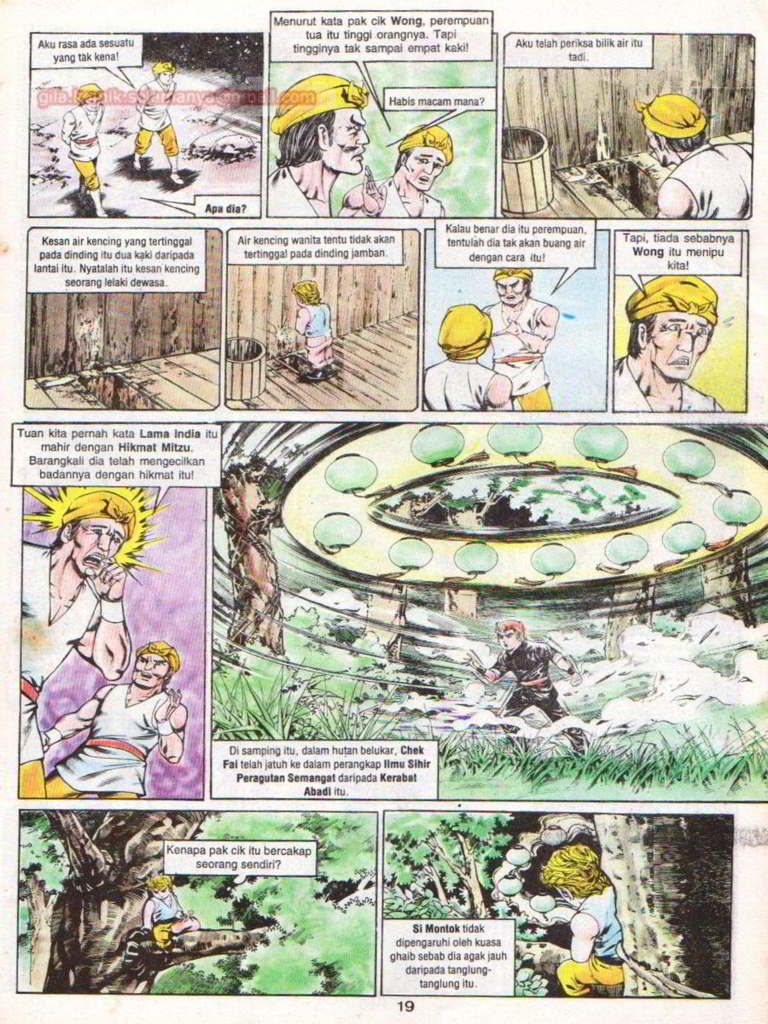 Aku rasa ada sesuatu
yang tak kena!
Apa dia?
Menurut kata pak cik Wong, perempuan
tua itu tinggi orangnya. Tapi
tingginya tak sampai empat kaki!
Habis macam mana?
Aku telah periksa bilik air itu
tadi.
Kesan air kencing yang tertinggal
pada dinding itu dua kaki daripada
lantai itu. Nyatalah itu kesan kencing
seorang lelaki dewasa.
Air kencing wanita tentu tidak akan
tertinggal pada dinding jamban.
Kalau benar dia itu perempuan,
tentulah dia tak akan buang air
dengan cara itu!
Tapi, tiada sebabnya
Wong itu menipu
kita!
Tuan kita pernah kata Lama India itu
mahir dengan Hikmat Mitzu.
Barangkali dia telah mengecilkan
badannya dengan hikmat itu!
Di samping itu, dalam hutan belukar, Chek
Fai telah jatuh ke dalam perangkap Ilmu Sihir
Peragutan Semangat daripada Kerabat
Abadi itu.
Kenapa pak cik itu bercakap
seorang sendiri?
Si Montok tidak
dipengaruhi oleh kuasa
ghaib sebab dia agak jauh
daripada tanglung-
tanglung itu.
19